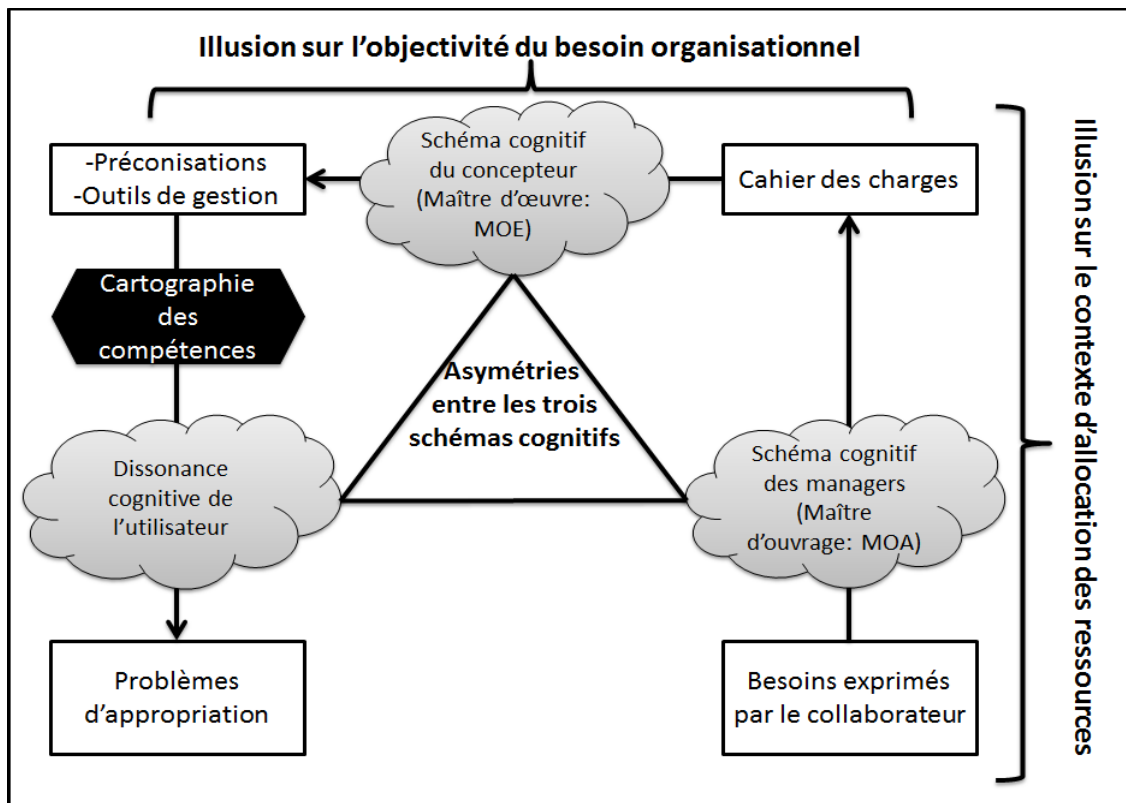 Illusion sur l'objectivité du besoin organisationnel
-Préconisations
-Outils de gestion
Schéma cognitif
du concepteur
(Maître d'œuvre:
MOE)
Cahier des charges
Cartographie
des
compétences
Asymétries
entre les trois
schémas cognitifs
Dissonance
cognitive de
l'utilisateur
Schéma cognitif
des managers
(Maître
d'ouvrage: MOA)
Problèmes
d'appropriation
Besoins exprimés
par le collaborateur
Illusion sur le contexte d'allocation des ressources